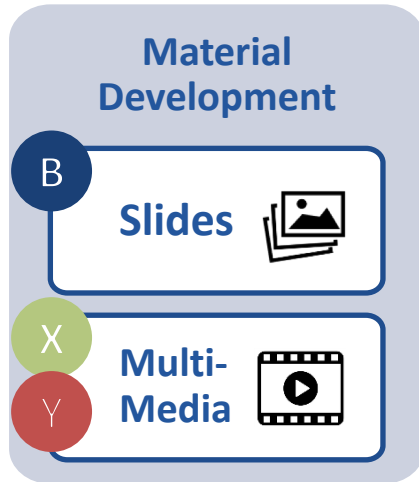 Material
Development
B
Slides
X
Multi-
Y
Media